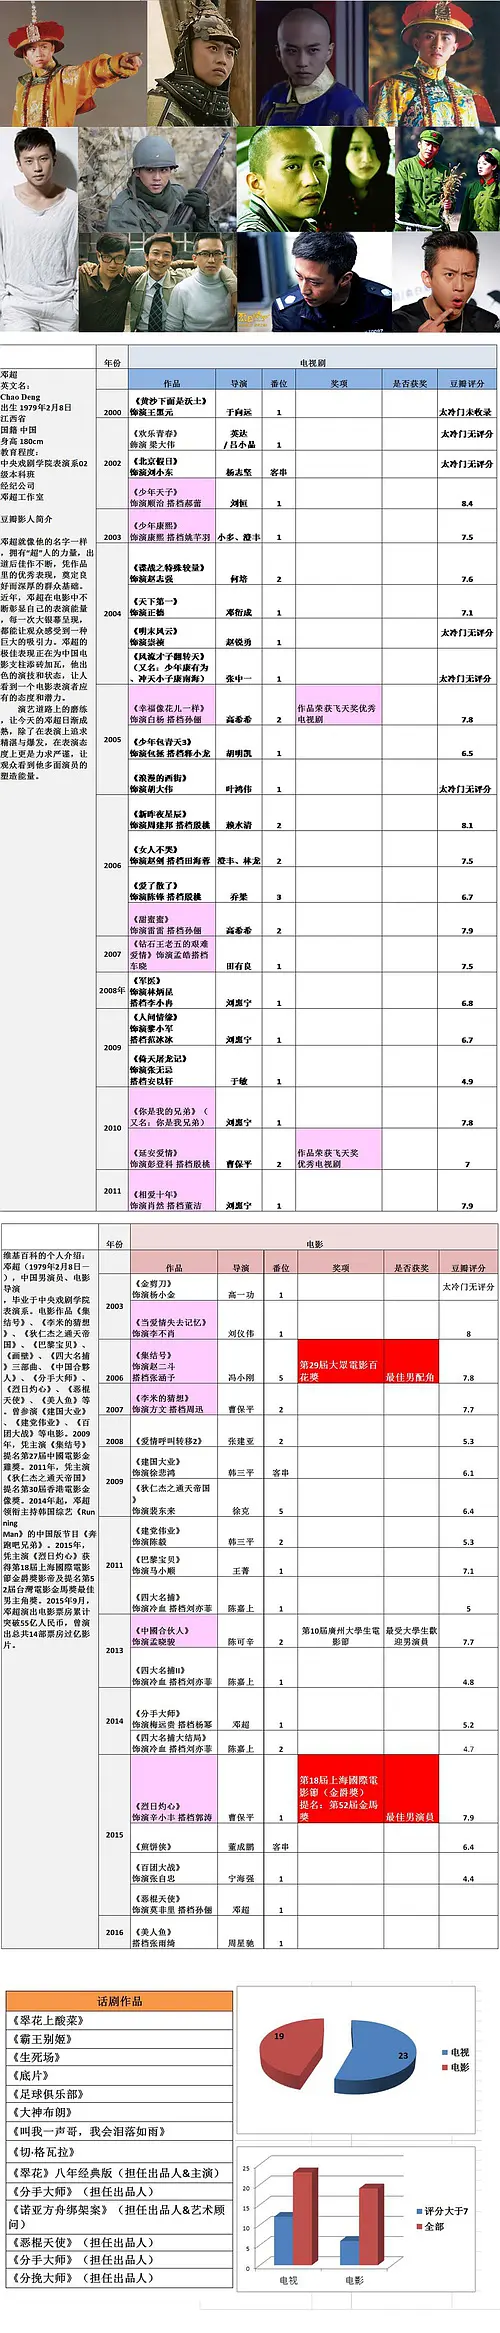 年份
电视剧
作品 导演 番位 奖项 是否获奖 豆瓣评分
邓超
英文名:
Chao Deng
出生 1979年2月8日
江西省
国籍 中国
身高 180cm
教育程度:
中央戏剧学院表演系02
级本科班
经纪公司
邓超工作室
豆瓣影人简介
邓超就像他的名字一样
,拥有“超”人的力量,出
道后佳作不断,凭作品
里的优秀表现,奠定良
好而深厚的群众基础。
近年,邓超在电影中不
断彰显自己的表演能量
,每一次大银幕呈现,
都能让观众感受到一种
巨大的吸引力。邓超的
极佳表现正在为中国电
影支柱添砖加瓦,他出
色的演技和状态,让人
看到一个电影表演者应
有的态度和潜力。
演艺道路上的磨练
,让今天的邓超日渐成
熟,除了在表演上追求
精湛与爆发,在表演态
度上更是力求严谨,让
观众看到他多面演员的
塑造能量。
2000
《黄沙下面是沃土》
饰演王墨元 于向远 1 太冷门未收录
2002
《欢乐青春》
饰演 梁大伟 英达
/吕小品 1 太冷门无评分
《北京假日》
饰演刘小东 杨志坚 客串 太冷门无评分
《少年天子》
饰演顺治 搭档郝蕾 刘恒 1 8.4
2003
《少年康熙》
饰演康熙 搭档姚芊羽 小多、澄丰 1 7.5
2004
《谍战之特殊较量》
饰演赵志强 何培 2 7.6
《天下第一》
饰演正德 邓衍成 1 7.1
《明末风云》
饰演崇祯 赵锐勇 1 太冷门无评分
《风流才子翻转天》
(又名:少年康有为
、冲天小子康南海) 张中一 1 太冷门无评分
2005
《幸福像花儿一样》
饰演白杨 搭档孙俪 高希希 2 作品荣获飞天奖优秀
电视剧 7.8
《少年包青天3》
饰演包拯 搭档释小龙 胡明凯 1 6.5
《浪漫的西街》
饰演胡大伟 叶鸿伟 1 太冷门无评分
2006
《新昨夜星辰》
饰演周建邦 搭档殷桃 赖水清 2 8.1
《女人不哭》
饰演赵剑 搭档田海蓉 澄丰、林龙 2 7.5
《爱了散了》
饰演陈锋 搭档殷桃 乔梁 3 6.7
《甜蜜蜜》
饰演雷雷 搭档孙俪 高希希 2 7.9
2007
《钻石王老五的艰难
爱情》饰演孟皓搭档
车晓 田有良 1 7.5
2008年
《军医》
饰演林炳昆
搭档李小冉 刘惠宁 1 6.8
2009
《人间情缘》
饰演黎小军
搭档范冰冰 刘惠宁 1 6.7
《倚天屠龙记》
饰演张无忌
搭档安以轩 于敏 1 4.9
2010
《你是我的兄弟》(
又名:你是我兄弟) 刘惠宁 1 7.8
《延安爱情》
饰演彭登科 搭档殷桃 曹保平 2 作品荣获飞天奖
优秀电视剧 7
2011
《相爱十年》
饰演肖然 搭档董洁 刘惠宁 1 7.9
年份
电影
作品 导演 番位 奖项 是否获奖 豆瓣评分
维基百科的个人介绍:
邓超(1979年2月8日-
),中国男演员、电影
导演
,毕业于中央戏剧学院
表演系。电影作品《集
结号》、《李米的猜想
》、《狄仁杰之通天帝
国》、《巴黎宝贝》、
《画壁》、《四大名捕
》三部曲、《中国合夥
人》、《分手大师》、
《烈日灼心》、《恶棍
天使》、《美人鱼》等
。曾参演《建国大业》
、《建党伟业》、《百
团大战》等电影。2009
年,凭主演《集结号》
提名第27届中國電影金
雞奖。2011年,凭主演
《狄仁杰之通天帝国》
提名第30届香港電影金
像奖。2014年起,邓超
领衔主持韩国综艺《Run
ning
Man》的中国版节目《奔
跑吧兄弟》。2015年,
凭主演《烈日灼心》获
得第18届上海國際電影
節金爵獎影帝及提名第5
2届台灣電影金馬獎最佳
男主角獎。2015年9月,
邓超演出电影票房累计
突破55亿人民币,曾演
出总共14部票房过亿影
片。
2003
《金剪刀》
饰演杨小金 高一功 1 太冷门无评分
《当爱情失去记忆》
饰演李不肖 刘仪伟 1 8
2006
《集结号》
饰演赵二斗
搭档张涵予 冯小刚 5 第29届大眾電影百
花獎 最佳男配角 7.8
2007
《李米的猜想》
饰演方文 搭档周迅 曹保平 2 7.7
2008
《爱情呼叫转移2》 张建亚 2 5.3
2009
《建国大业》
饰演徐悲鸿 韩三平 客串 6.1
《狄仁杰之通天帝国
》
饰演裴东来 徐克 5 6.4
2011
《建党伟业》
饰演陈毅 韩三平 2 5.3
《巴黎宝贝》
饰演马小顺 王菁 1 7.1
《四大名捕》
饰演冷血 搭档刘亦菲 陈嘉上 1 5
2013
《中國合伙人》
饰演孟晓骏 陈可辛 2 第10届廣州大學生電
影節 最受大學生歡
迎男演員 7.7
《四大名捕II》
饰演冷血 搭档刘亦菲 陈嘉上 1 4.8
2014
《分手大师》
饰演梅远贵 搭档杨幂 邓超 1 5.2
《四大名捕大结局》
饰演冷血 搭档刘亦菲 陈嘉上 2 4.7
2015
《烈日灼心》
饰演辛小丰 搭档郭涛 曹保平 1 第18届上海國際電
影節(金爵獎)
提名:第52届金馬
獎 最佳男演員 7.9
《煎饼侠》 董成鹏 客串 6.4
《百团大战》
饰演张自忠 宁海强 1 4.4
《恶棍天使》
饰演莫非里 搭档孙俪 邓超 1
2016
《美人鱼》
搭档张雨绮 周星驰 1
话剧作品
《翠花上酸菜》
《霸王别姬》
《生死场》
《底片》
《足球俱乐部》
《大神布朗》
《叫我一声哥,我会泪落如雨》
《切·格瓦拉》
《翠花》八年经典版(担任出品人&主演)
《分手大师》(担任出品人)
《诺亚方舟绑架案》(担任出品人&艺术顾
问)
《恶棍天使》(担任出品人)
《分手大师》(担任出品人)
《分挽大师》(担任出品人)
19
23
电视
电影
25
20
15
10
5
0
电视 电影
评分大于7
全部